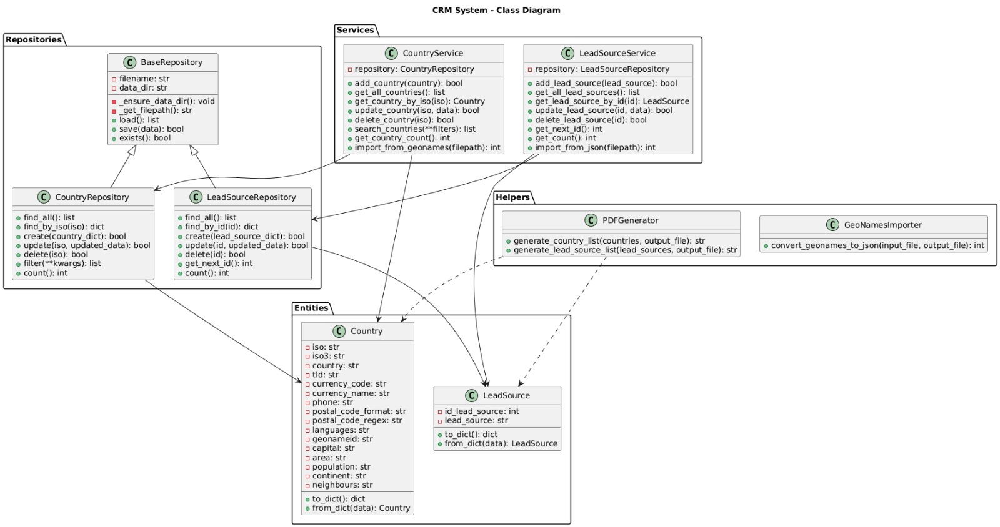 CRM System - Class Diagram
Repositories
C BaseRepository
filename: str
data_dir: str
_ensure_data_dir(): void
_get_filepath(): str
load(): list
save(data): bool
exists(): bool
C CountryRepository
find_all(): list
find_by_iso(iso): dict
create(country_dict): bool
update(iso, updated_data): bool
delete(iso): bool
filter(**kwargs): list
count(): int
C LeadSourceRepository
find_all(): list
find_by_id(id): dict
create(lead_source_dict): bool
update(id, updated_data): bool
delete(id): bool
get_next_id(): int
count(): int
Services
C CountryService
repository: CountryRepository
add_country(country): bool
get_all_countries(): list
get_country_by_iso(iso): Country
update_country(iso, data): bool
delete_country(iso): bool
search_countries(**filters): list
get_country_count(): int
import_from_geonames(filepath): int
C LeadSourceService
repository: LeadSourceRepository
add_lead_source(lead_source): bool
get_all_lead_sources(): list
get_lead_source_by_id(id): LeadSource
update_lead_source(id, data): bool
delete_lead_source(id): bool
get_next_id(): int
get_count(): int
import_from_json(filepath): int
Helpers
C PDFGenerator
generate_country_list(countries, output_file): str
generate_lead_source_list(lead_sources, output_file): str
C GeoNamesImporter
convert_geonames_to_json(input_file, output_file): int
Entities
C Country
iso: str
iso3: str
country: str
tld: str
currency_code: str
currency_name: str
phone: str
postal_code_format: str
postal_code_regex: str
languages: str
geonameid: str
capital: str
area: str
population: str
continent: str
neighbours: str
to_dict(): dict
from_dict(data): Country
C LeadSource
id_lead_source: int
lead_source: str
to_dict(): dict
from_dict(data): LeadSource